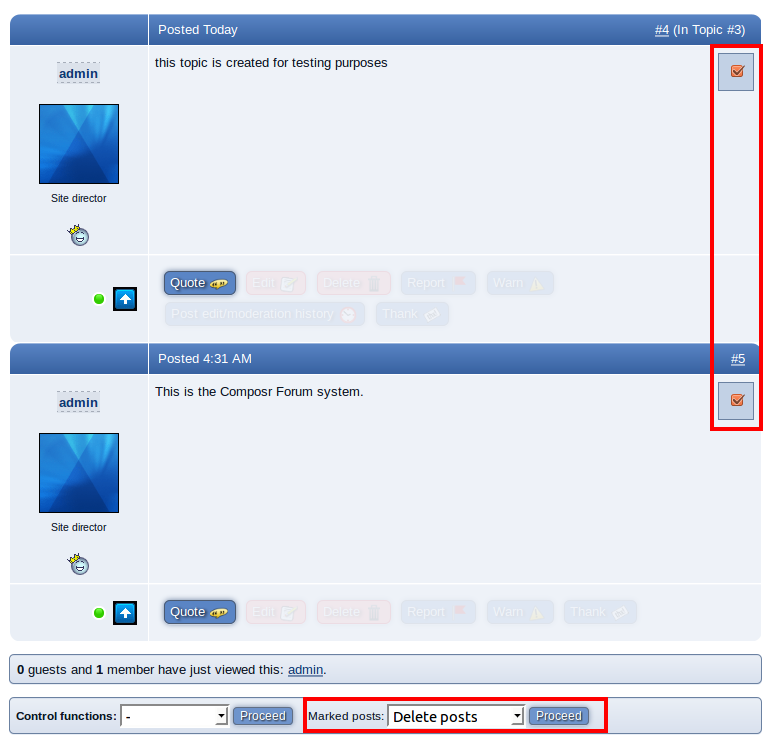 Posted Today #4 (In Topic #3)
admin
this topic is created for testing purposes
Site director
Quote Edit Delete Report Warn
Post edit/moderation history Thank
Posted 4:31 AM #5
admin
This is the Composr Forum system.
Site director
Quote Edit Delete Report Warn Thank
0 guests and 1 member have just viewed this: admin.
Control functions: - Proceed Marked posts: Delete posts Proceed